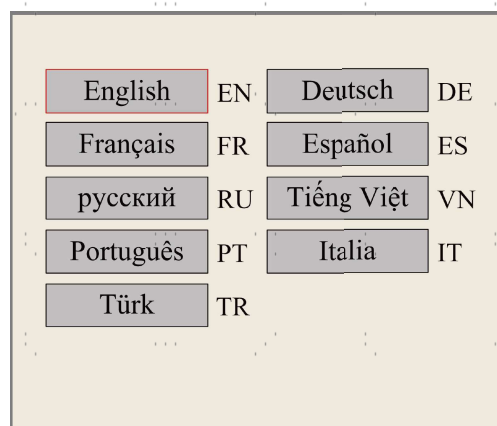 English EN Deutsch DE
Français FR Español ES
русский RU Tiếng Việt VN
Português PT Italia IT
Türk TR